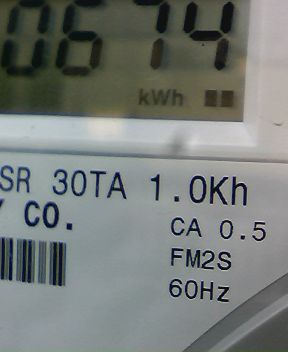 0674
kWh
SR 30TA 1.0Kh
Y CO.
CA 0.5
FM2S
60Hz